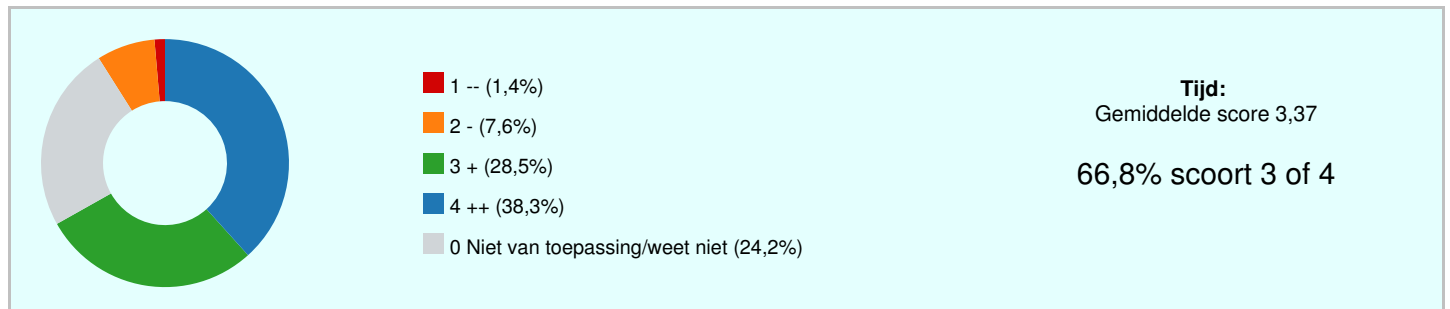 1 -- (1,4%)
2 - (7,6%)
3 + (28,5%)
4 ++ (38,3%)
0 Niet van toepassing/weet niet (24,2%)
Tijd:
Gemiddelde score 3,37
66,8% scoort 3 of 4